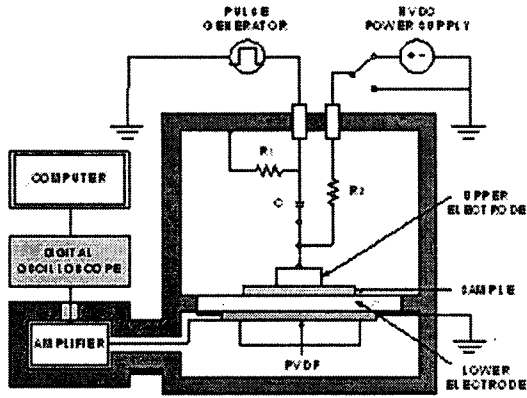 PULSE
GENERATOR
HVDC
POWER SUPPLY
R1
COMPUTER
C
R2
UPPER
ELECTRODE
DIGITAL
OSCILLOSCOPE
SAMPLE
AMPLIFIER
PVDF
LOWER
ELECTRODE